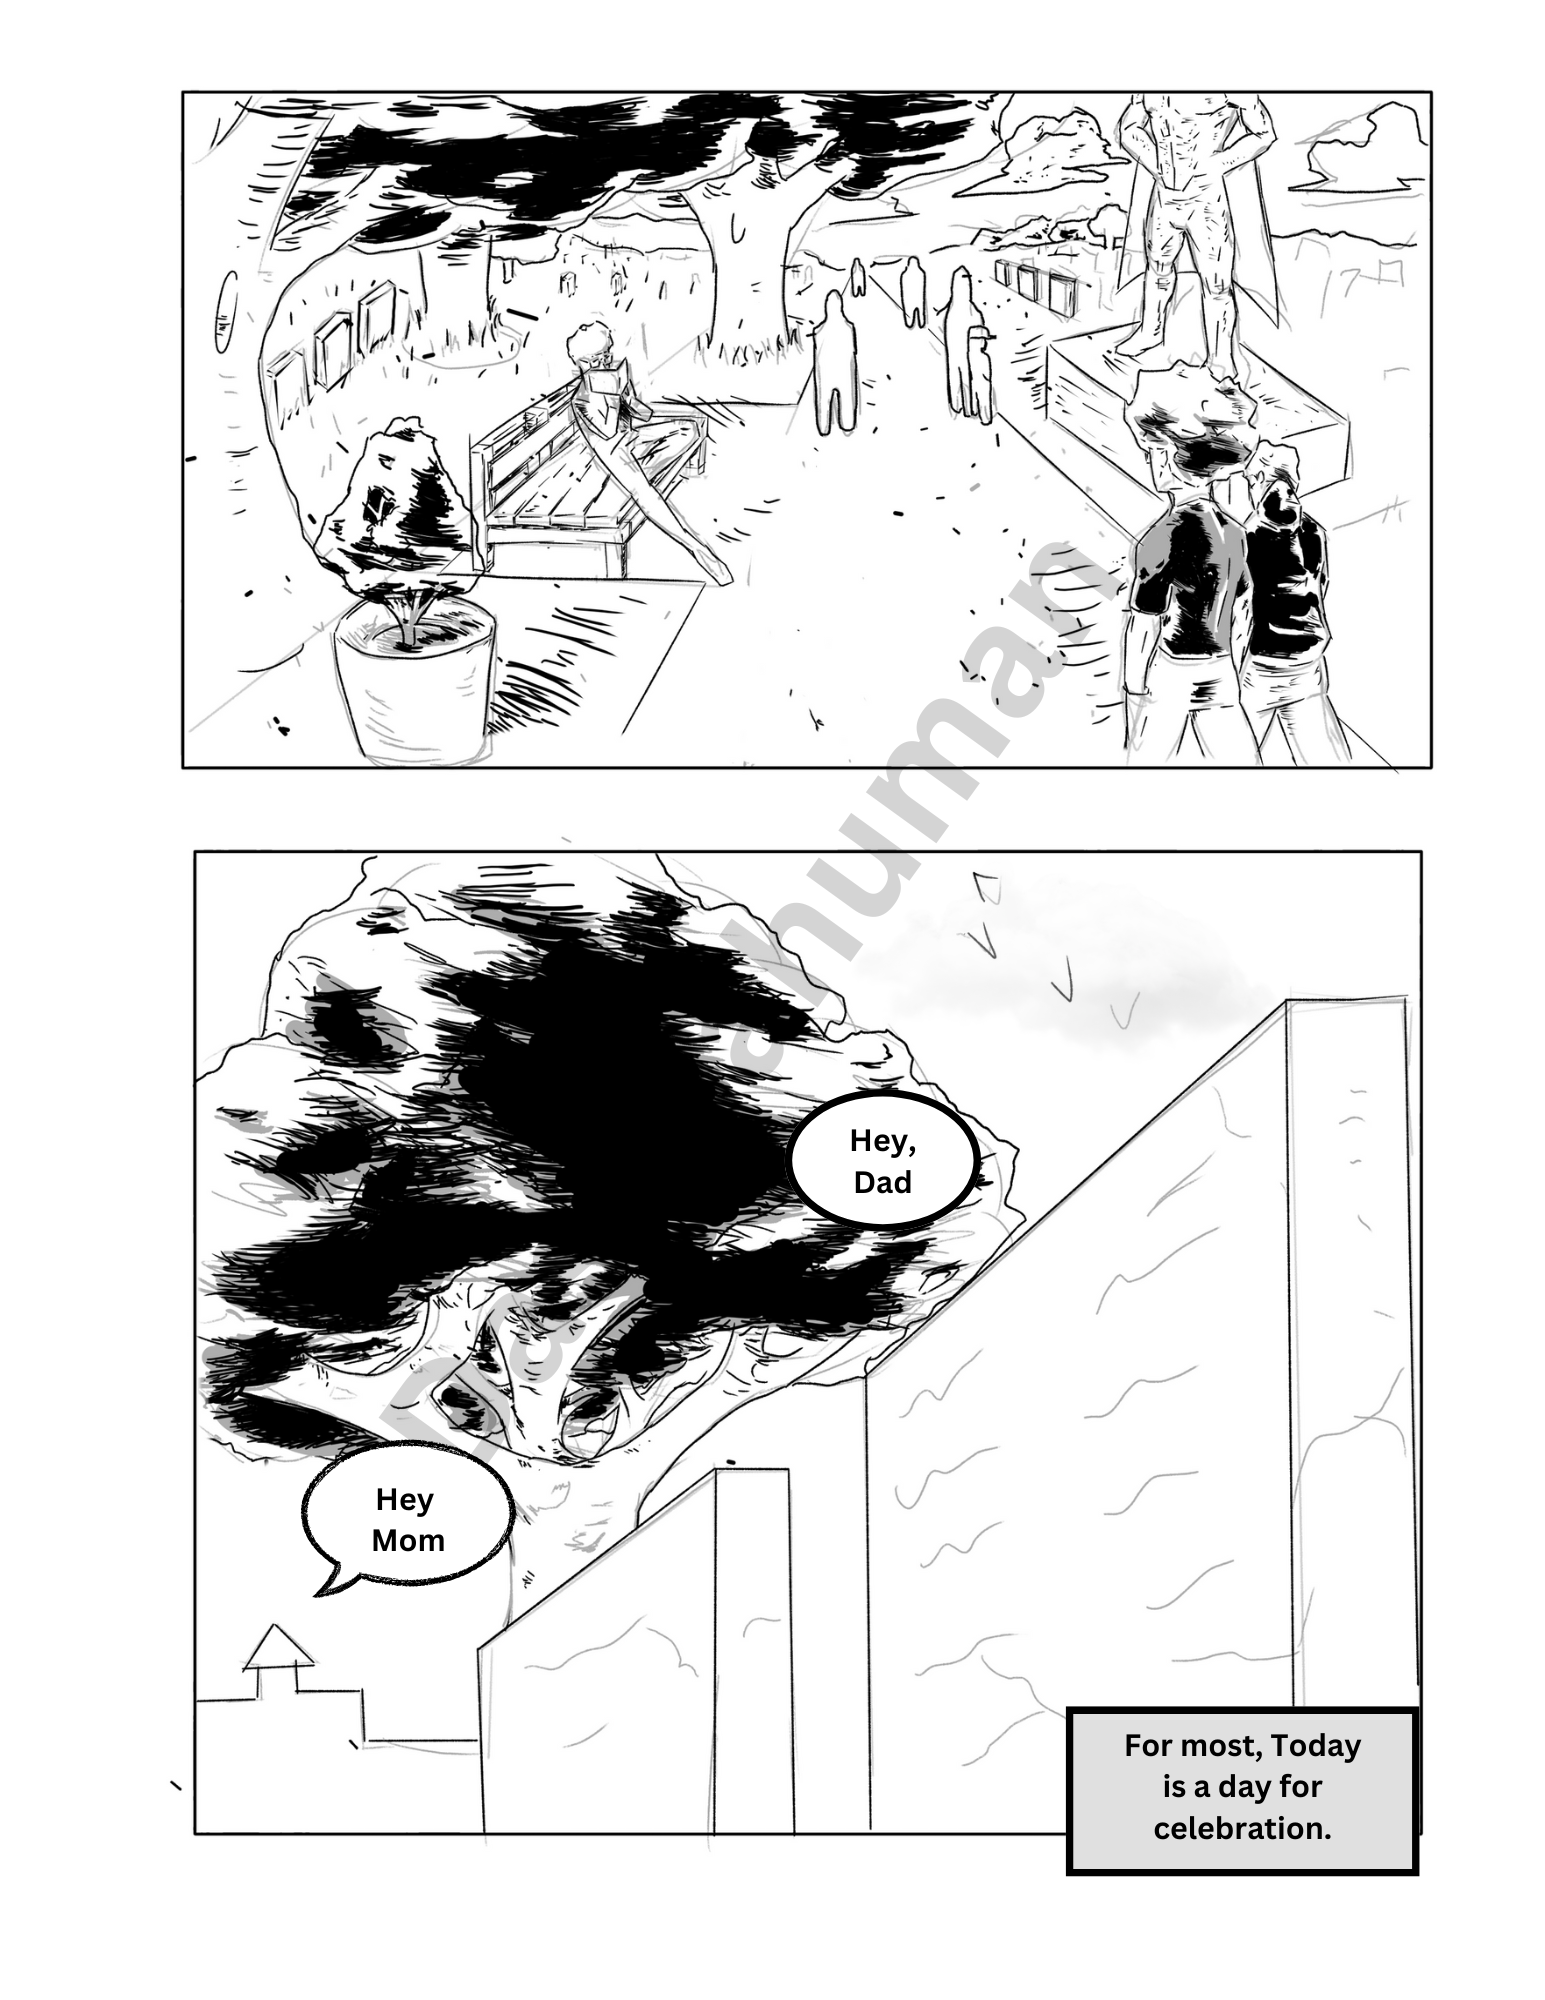 Hey,
Dad
Hey
Mom
For most, Today
is a day for
celebration.